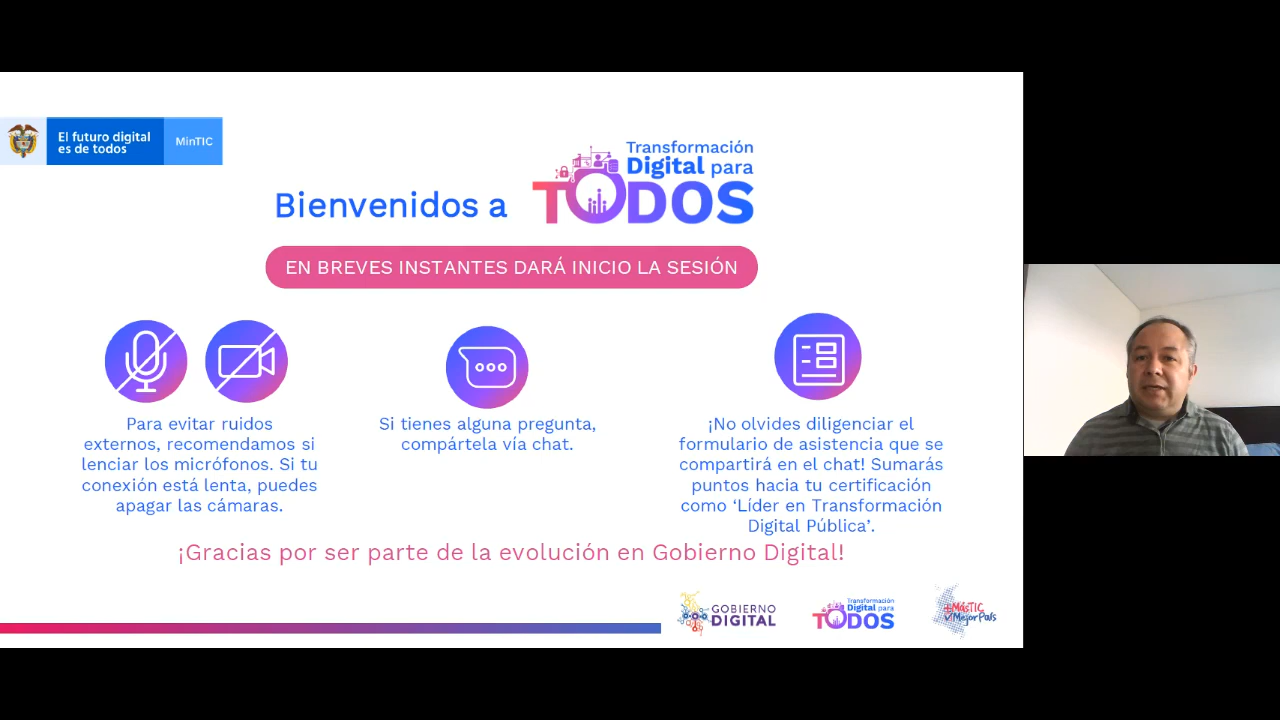 El futuro digital
es de todos
MinTIC
Bienvenidos a
Transformación
Digital para
TODOS
EN BREVES INSTANTES DARÁ INICIO LA SESIÓN
Para evitar ruidos
externos, recomendamos si
lenciar los micrófonos. Si tu
conexión está lenta, puedes
apagar las cámaras.
Si tienes alguna pregunta,
compártela vía chat.
¡No olvides diligenciar el
formulario de asistencia que se
compartirá en el chat! Sumarás
puntos hacia tu certificación
como ‘Líder en Transformación
Digital Pública’.
¡Gracias por ser parte de la evolución en Gobierno Digital!
GOBIERNO
DIGITAL
Transformación
Digital para
TODOS
+MásTIC
MejorPaís